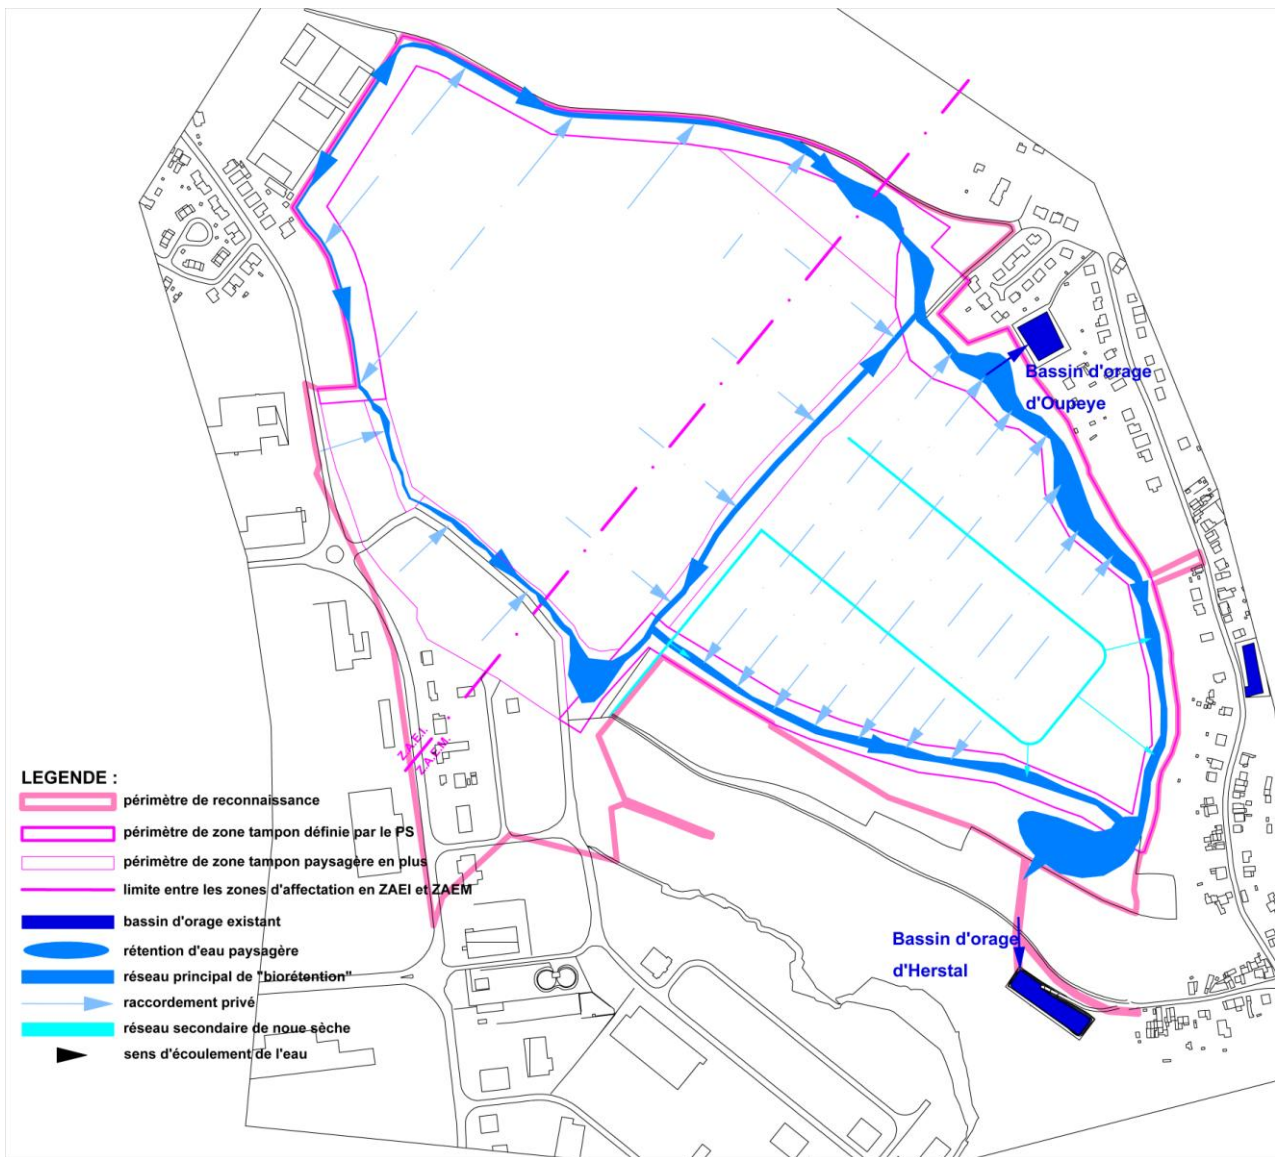 Bassin d'orage
d'Oupeye
Z.A.E.I.
Z.A.E.M.
LEGENDE :
périmètre de reconnaissance
périmètre de zone tampon définie par le PS
périmètre de zone tampon paysagère en plus
limite entre les zones d'affectation en ZAEI et ZAEM
bassin d'orage existant
rétention d'eau paysagère
réseau principal de "biorétention"
raccordement privé
réseau secondaire de noue sèche
sens d'écoulement de l'eau
Bassin d'orage
d'Herstal